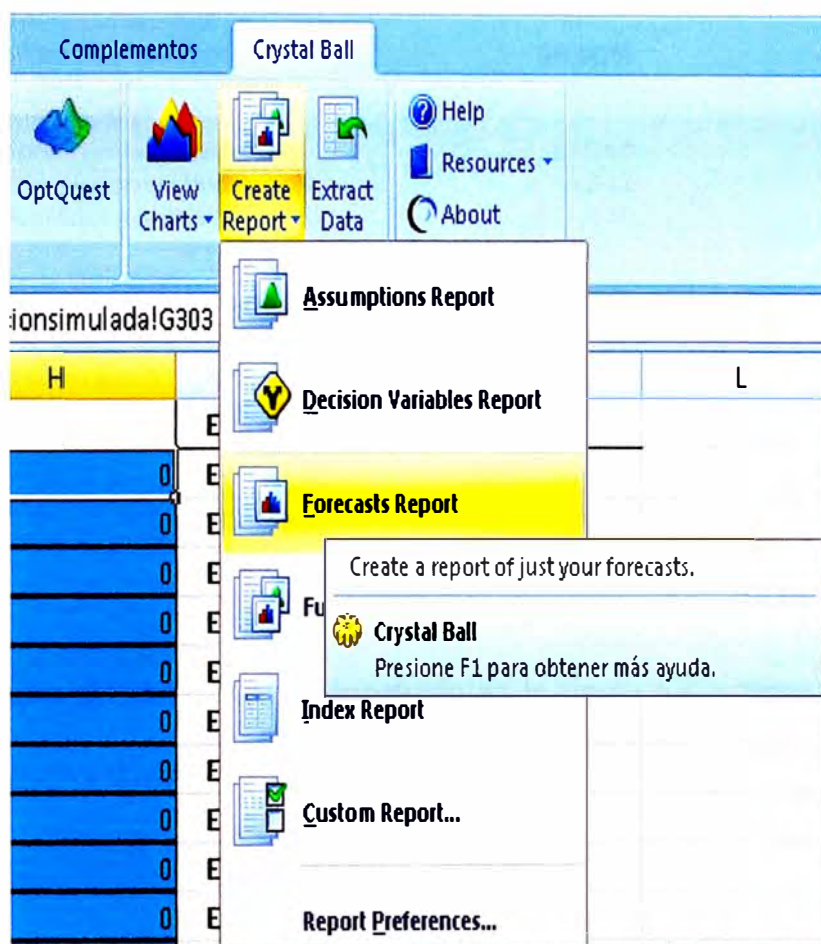 Complementos Crystal Ball
OptQuest
View Charts
Create Report
Extract Data
Help
Resources
About
ionsimulada!G303
H L
E
0 E
0 E
0 E
0 E
0 E
0 E
0 E
0 E
0 E
0 E
Assumptions Report
Decision Variables Report
Forecasts Report
Create a report of just your forecasts.
Fu
Crystal Ball
Presione F1 para obtener más ayuda.
Index Report
Custom Report...
Report Preferences...